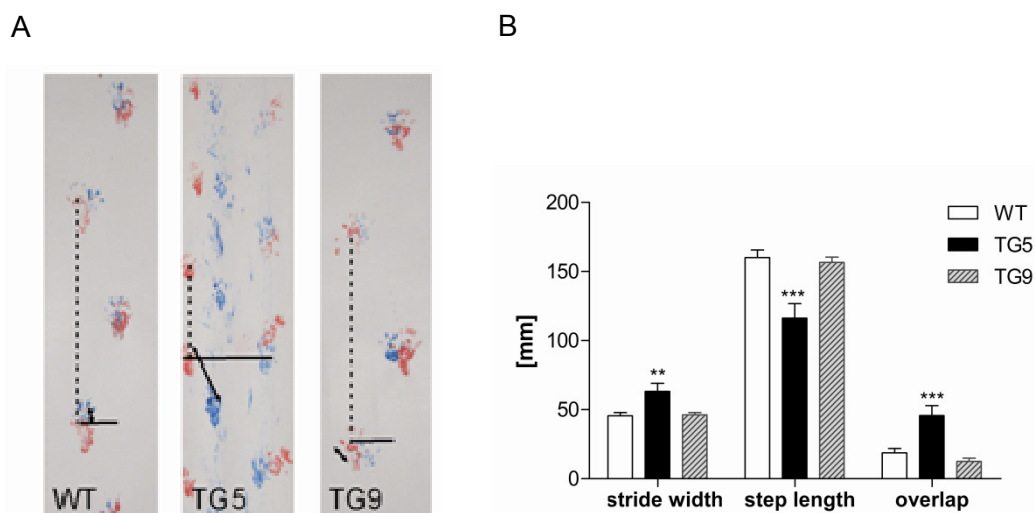 A
B
WT
TG5
TG9
200
150
100
50
0
[mm]
WT
TG5
TG9
**
***
***
stride width step length overlap